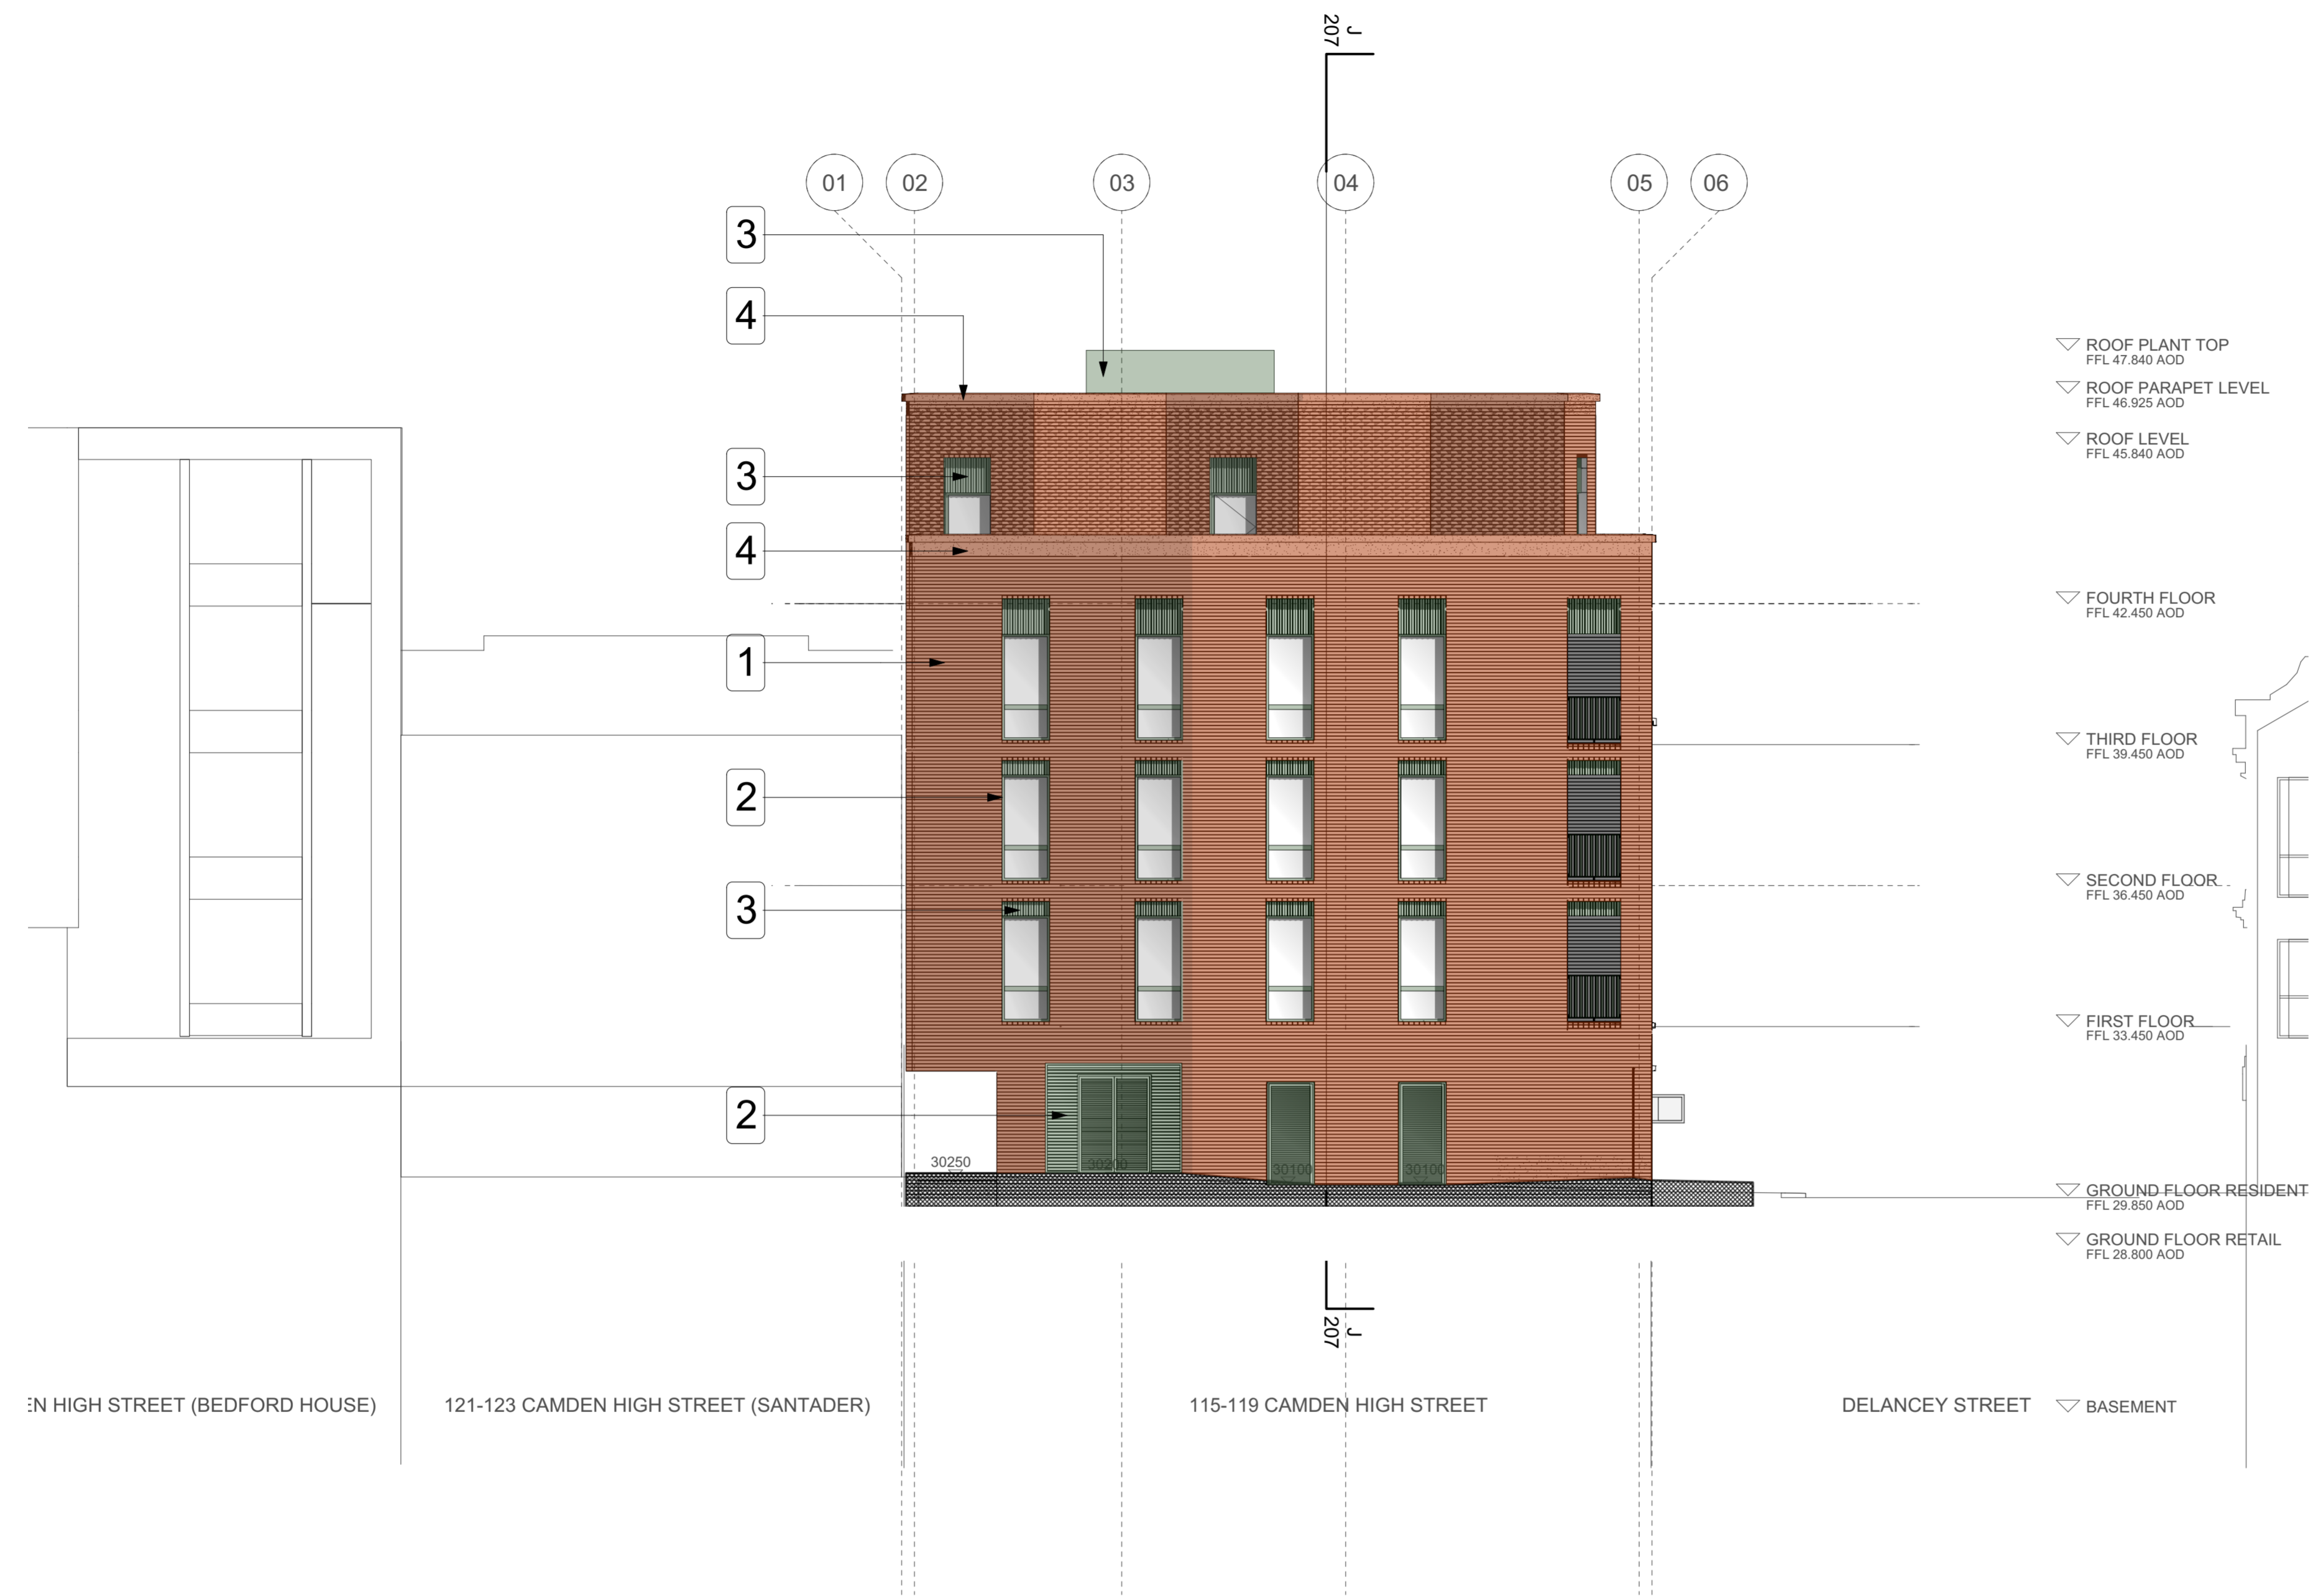 J
207
01
02
03
04
05
06
3
4
3
4
1
2
3
2
ROOF PLANT TOP
FFL 47.840 AOD
ROOF PARAPET LEVEL
FFL 46.925 AOD
ROOF LEVEL
FFL 45.840 AOD
FOURTH FLOOR
FFL 42.450 AOD
THIRD FLOOR
FFL 39.450 AOD
SECOND FLOOR
FFL 36.450 AOD
FIRST FLOOR
FFL 33.450 AOD
30250
30200
30100
30100
GROUND FLOOR RESIDENT
FFL 29.850 AOD
GROUND FLOOR RETAIL
FFL 28.800 AOD
J
207
EN HIGH STREET (BEDFORD HOUSE)
121-123 CAMDEN HIGH STREET (SANTADER)
115-119 CAMDEN HIGH STREET
DELANCEY STREET
BASEMENT